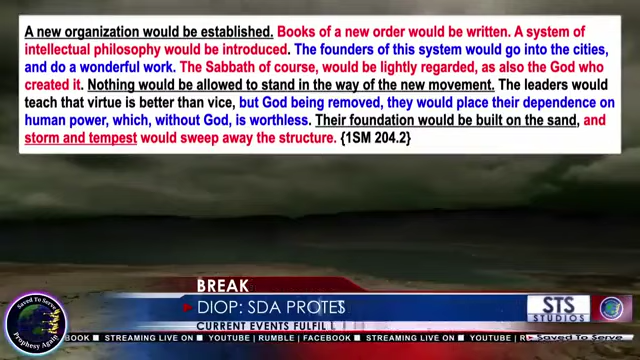 A new organization would be established. Books of a new order would be written. A system of
intellectual philosophy would be introduced. The founders of this system would go into the cities,
and do a wonderful work. The Sabbath of course, would be lightly regarded, as also the God who
created it. Nothing would be allowed to stand in the way of the new movement. The leaders would
teach that virtue is better than vice, but God being removed, they would place their dependence on
human power, which, without God, is worthless. Their foundation would be built on the sand, and
storm and tempest would sweep away the structure. {1SM 204.2}
BREAK
DIOP: SDA PROTES
CURRENT EVENTS FULFIL
STS
STUDIOS
Saved To Serve
Prophesy Again
BOOK STREAMING LIVE ON YOUTUBE / RUMBLE | FACEBOOK STREAMING LIVE ON YOUTUBE | RU
Saved To Serve